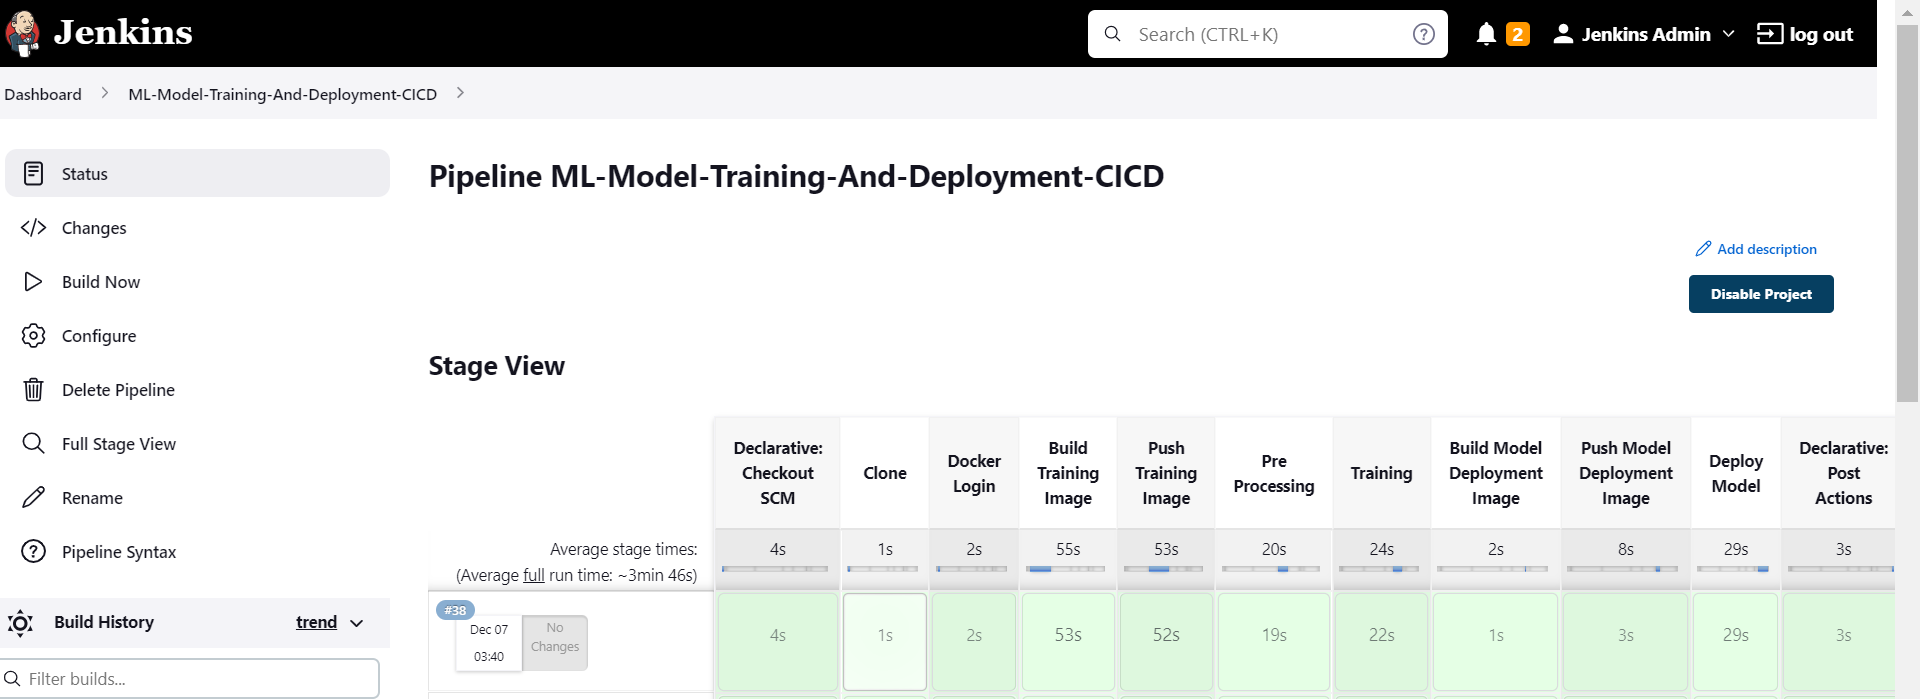 Jenkins
Search (CTRL+K)
2
Jenkins Admin
log out
Dashboard
ML-Model-Training-And-Deployment-CICD
Status
Changes
Build Now
Configure
Delete Pipeline
Full Stage View
Rename
Pipeline Syntax
Build History
trend
Filter builds...
Pipeline ML-Model-Training-And-Deployment-CICD
Add description
Disable Project
Stage View
Declarative:
Checkout
SCM
Clone
Docker
Login
Build
Training
Image
Push
Training
Image
Pre
Processing
Training
Build Model
Deployment
Image
Push Model
Deployment
Image
Deploy
Model
Declarative:
Post
Actions
Average stage times:
(Average full run time: ~3min 46s)
4s 1s 2s 55s 53s 20s 24s 2s 8s 29s 3s
#38
Dec 07
03:40
No
Changes
4s 1s 2s 53s 52s 19s 22s 1s 3s 29s 3s